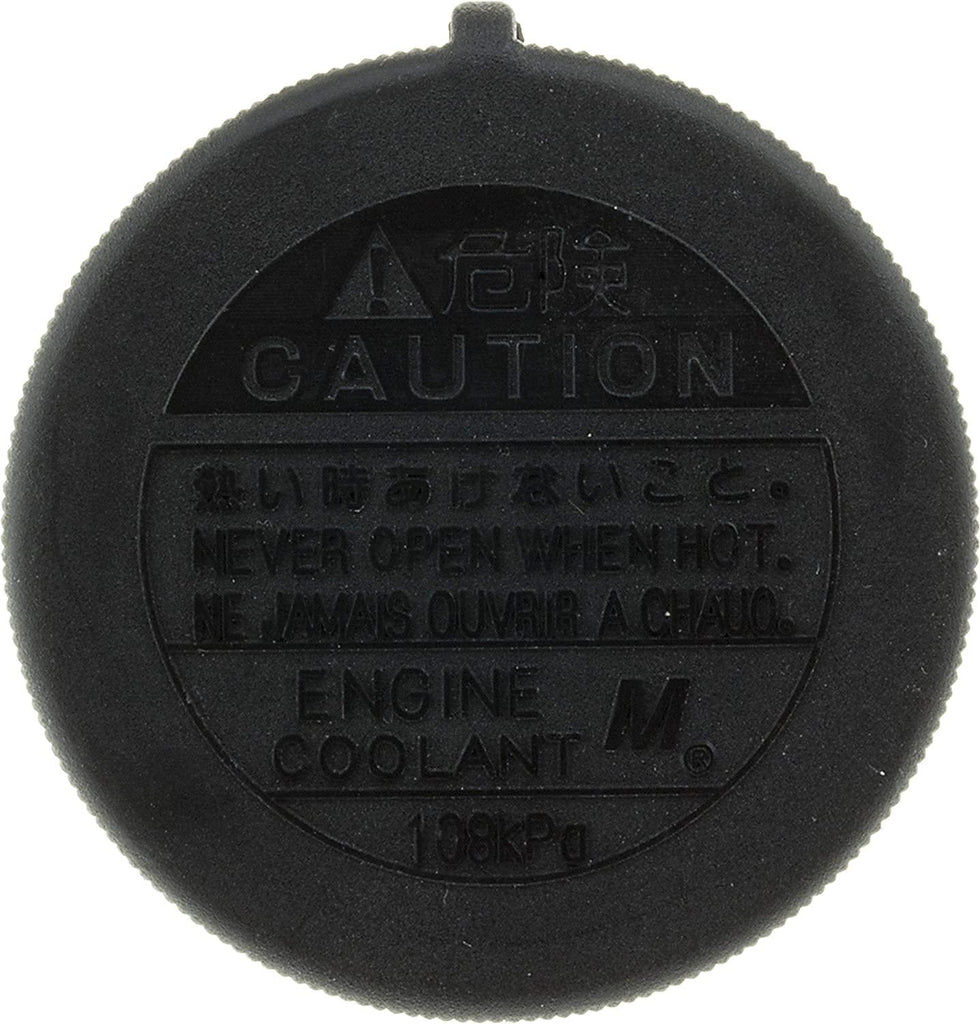 危険
CAUTION
熱い時あけないこと。
NEVER OPEN WHEN HOT.
NE JAMAIS OUVRIR A CHAUD.
ENGINE
COOLANT M®
108kPg